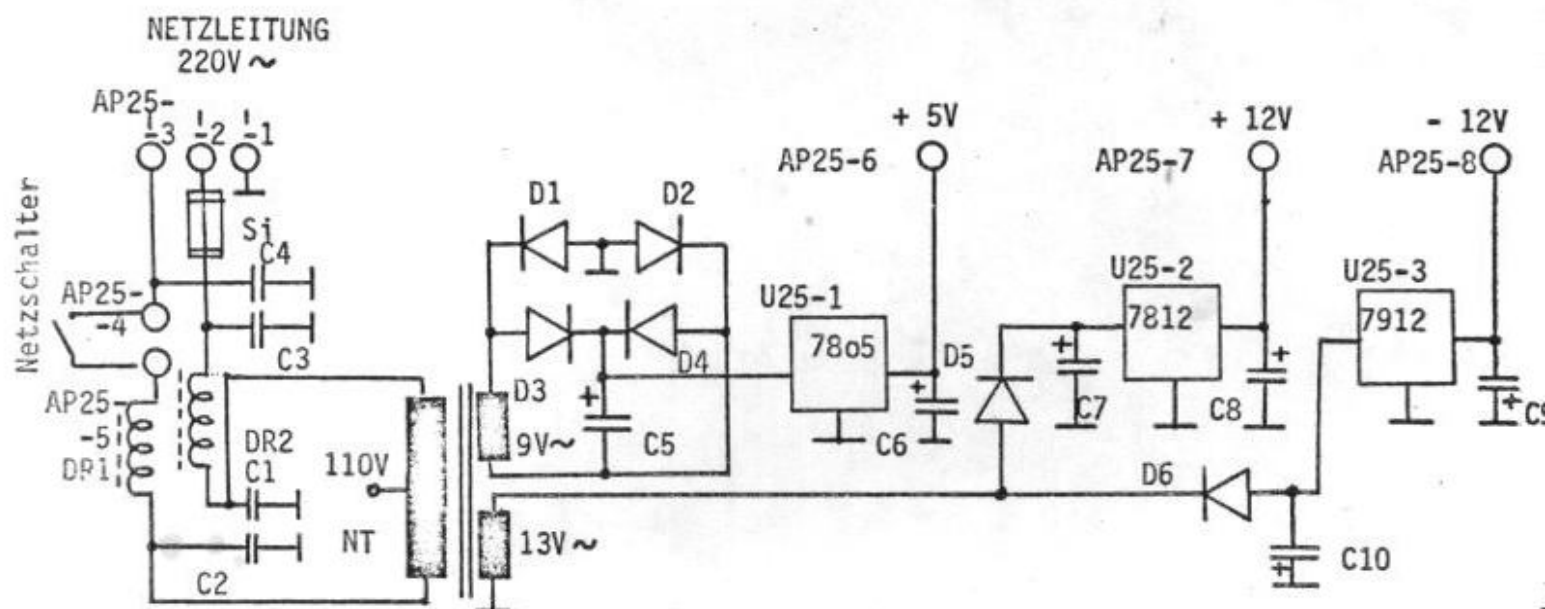 NETZLEITUNG
220V ~
AP25-
-3 -2 -1
Netzschalter
Si
C4
AP25-
-4
C3
AP25-
-5
DR1
DR2
C1
C2
110V
NT
D1 D2
D3
D4
9V~
C5
13V~
+ 5V
AP25-6
U25-1
78o5
C6
D5
+ 12V
AP25-7
U25-2
7812
C7
C8
- 12V
AP25-8
U25-3
7912
C9
D6
C10